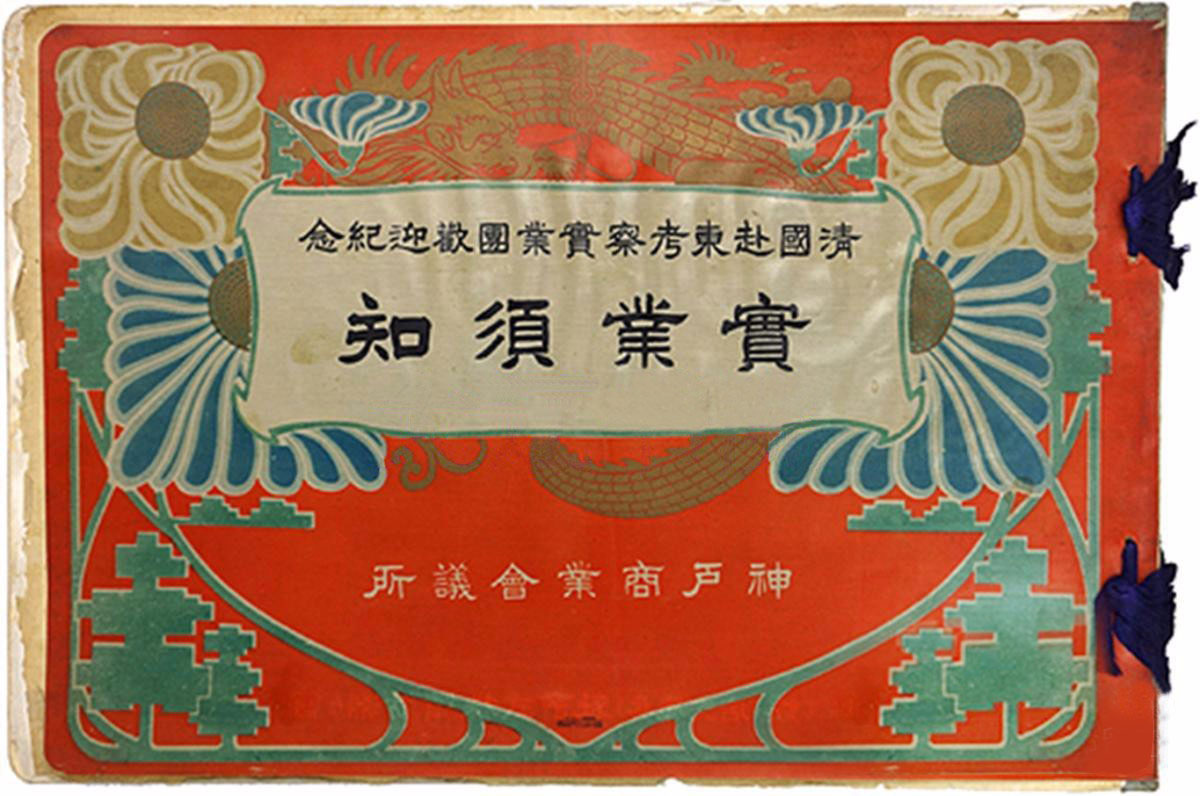 清國赴東考察實業團歡迎紀念
實業須知
神戶商業會議所